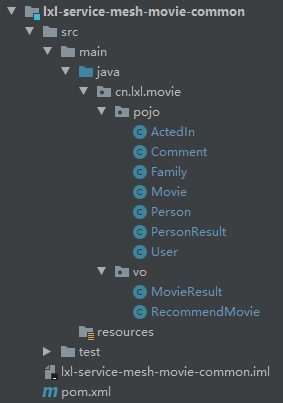 lxl-service-mesh-movie-common
src
main
java
cn.lxl.movie
pojo
ActedIn
Comment
Family
Movie
Person
PersonResult
User
vo
MovieResult
RecommendMovie
resources
test
lxl-service-mesh-movie-common.iml
pom.xml